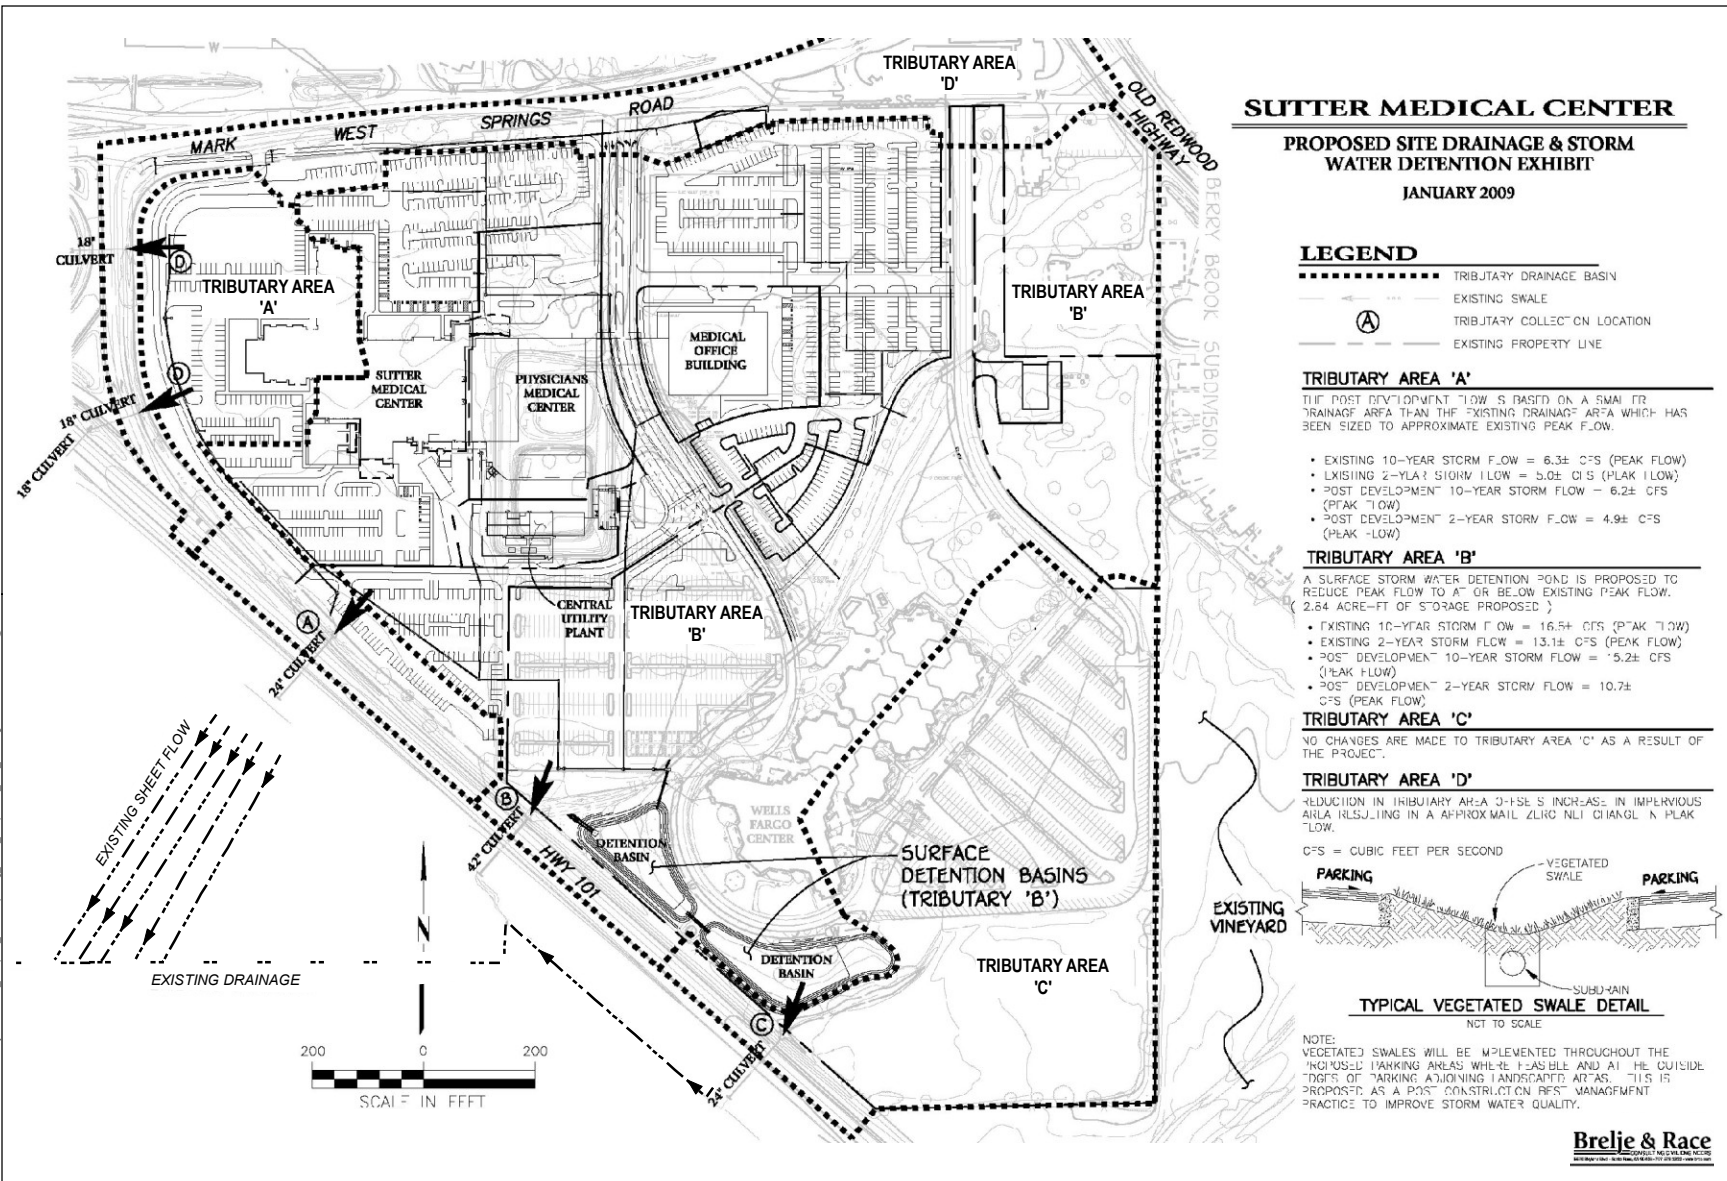 SUTTER MEDICAL CENTER
PROPOSED SITE DRAINAGE & STORM
WATER DETENTION EXHIBIT
JANUARY 2009
LEGEND
TRIBUTARY DRAINAGE BASIN
EXISTING SWALE
A
TRIBUTARY COLLECTION LOCATION
EXISTING PROPERTY LINE
TRIBUTARY AREA 'A'
THE POST DEVELOPMENT FLOW IS BASED ON A SMALLER
DRAINAGE AREA THAN THE EXISTING DRAINAGE AREA WHICH HAS
BEEN SIZED TO APPROXIMATE EXISTING PEAK FLOW.
• EXISTING 10-YEAR STORM FLOW = 6.3± CFS (PEAK FLOW)
• EXISTING 2-YEAR STORM FLOW = 5.0± CFS (PEAK FLOW)
• POST DEVELOPMENT 10-YEAR STORM FLOW = 6.2± CFS
(PEAK FLOW)
• POST DEVELOPMENT 2-YEAR STORM FLOW = 4.9± CFS
(PEAK FLOW)
TRIBUTARY AREA 'B'
A SURFACE STORM WATER DETENTION POND IS PROPOSED TO
REDUCE PEAK FLOW TO AT OR BELOW EXISTING PEAK FLOW.
( 2.84 ACRE-FT OF STORAGE PROPOSED )
• EXISTING 10-YEAR STORM FLOW = 16.5± CFS (PEAK FLOW)
• EXISTING 2-YEAR STORM FLOW = 13.1± CFS (PEAK FLOW)
• POST DEVELOPMENT 10-YEAR STORM FLOW = 15.2± CFS
(PEAK FLOW)
• POST DEVELOPMENT 2-YEAR STORM FLOW = 10.7±
CFS (PEAK FLOW)
TRIBUTARY AREA 'C'
NO CHANGES ARE MADE TO TRIBUTARY AREA 'C' AS A RESULT OF
THE PROJECT.
TRIBUTARY AREA 'D'
REDUCTION IN TRIBUTARY AREA OFFSETS INCREASE IN IMPERVIOUS
AREA RESULTING IN A APPROXIMATE ZERO NET CHANGE IN PEAK
FLOW.
CFS = CUBIC FEET PER SECOND
PARKING
VEGETATED
SWALE
PARKING
SUBDRAIN
TYPICAL VEGETATED SWALE DETAIL
NOT TO SCALE
NOTE:
VEGETATED SWALES WILL BE IMPLEMENTED THROUGHOUT THE
PROPOSED PARKING AREAS WHERE FEASIBLE AND AT THE OUTSIDE
EDGES OF PARKING ADJOINING LANDSCAPED AREAS. THIS IS
PROPOSED AS A POST CONSTRUCTION BEST MANAGEMENT
PRACTICE TO IMPROVE STORM WATER QUALITY.
Brelje & Race
CONSULTING CIVIL ENGINEERS
TRIBUTARY AREA
'D'
MARK WEST SPRINGS ROAD
OLD REDWOOD
HIGHWAY
BERRY BROOK SUBDIVISION
18"
CULVERT
D
TRIBUTARY AREA
'A'
TRIBUTARY AREA
'B'
MEDICAL
OFFICE
BUILDING
SUTTER
MEDICAL
CENTER
PHYSICIANS
MEDICAL
CENTER
D
18" CULVERT
18" CULVERT
CENTRAL
UTILITY
PLANT
TRIBUTARY AREA
'B'
A
24" CULVERT
EXISTING SHEET FLOW
B
42" CULVERT
HWY 101
DETENTION
BASIN
WELLS
FARGO
CENTER
SURFACE
DETENTION BASINS
(TRIBUTARY 'B')
EXISTING
VINEYARD
DETENTION
BASIN
TRIBUTARY AREA
'C'
C
24" CULVERT
EXISTING DRAINAGE
N
200 0 200
SCALE IN FEET